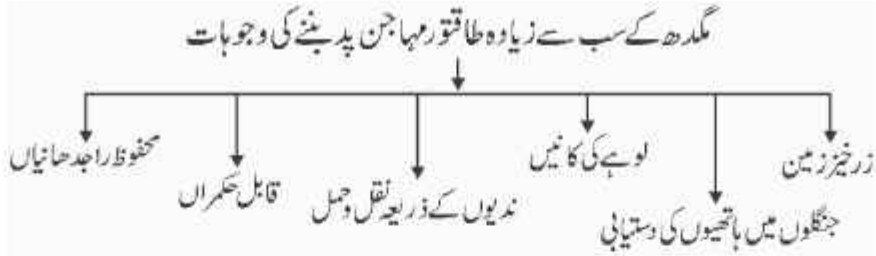 مگدھ کے سب سے زیادہ طاقتور مہاجن پد بننے کی وجوہات
زرخیز زمین
جنگلوں میں ہاتھیوں کی دستیابی
لوہے کی کانیں
ندیوں کے ذریعہ نقل و حمل
قابل حکمراں
محفوظ راجدھانیاں